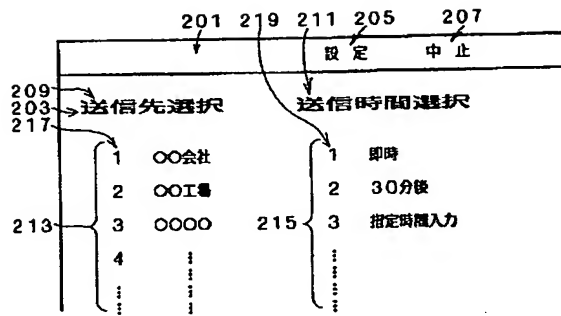 201 219 211 205 207
設定 中止
209
203 送信先選択 送信時間選択
217
1 ○○会社 1 即時
2 ○○工場 2 30分後
213 3 ○○○○ 215 3 指定時間入力
4